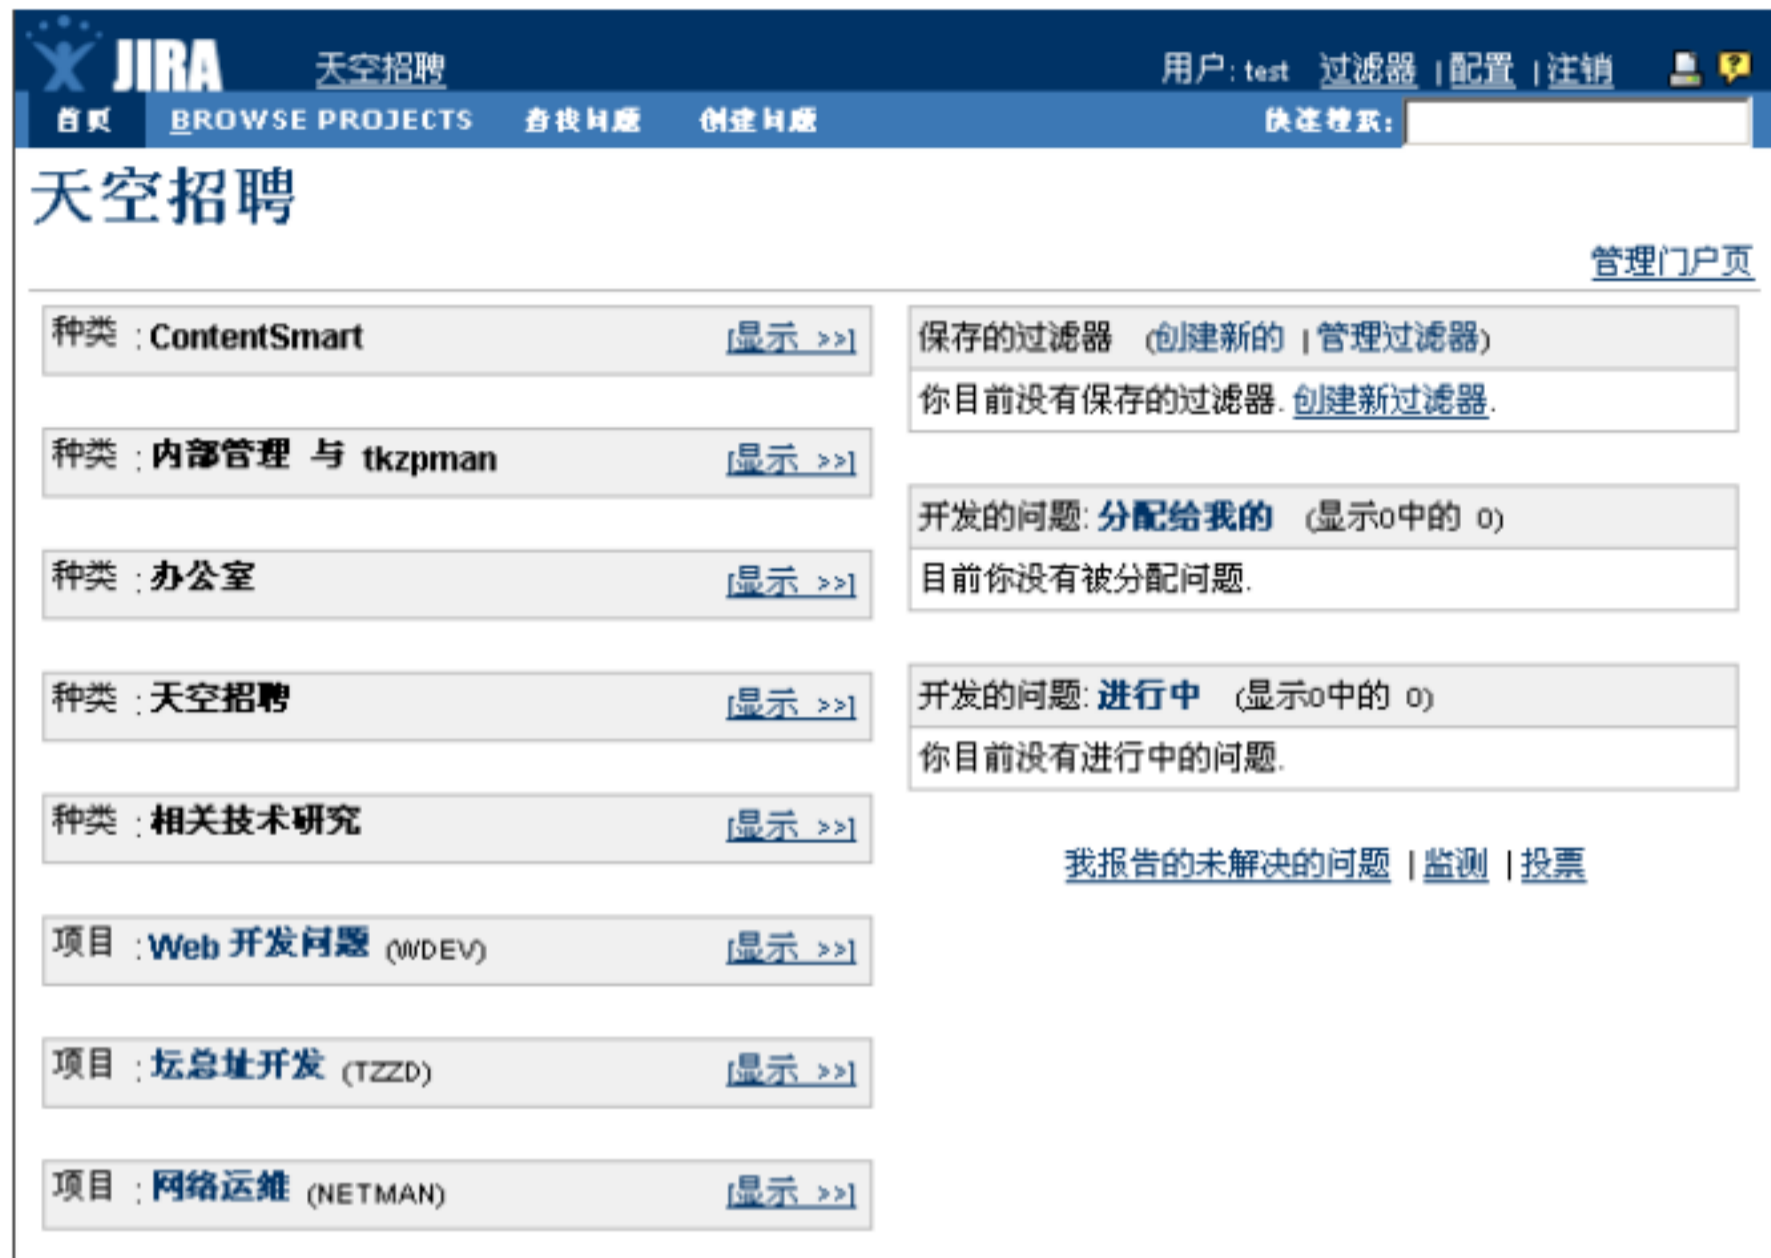 JIRA 天空招聘 用户: test 过滤器 | 配置 | 注销
首页 BROWSE PROJECTS 查找问题 创建问题 快速搜索:
天空招聘
管理门户页
种类 : ContentSmart [显示 >>]
种类 : 内部管理 与 tkzpman [显示 >>]
种类 : 办公室 [显示 >>]
种类 : 天空招聘 [显示 >>]
种类 : 相关技术研究 [显示 >>]
项目 : Web 开发问题 (WDEV) [显示 >>]
项目 : 坛总址开发 (TZZD) [显示 >>]
项目 : 网络运维 (NETMAN) [显示 >>]
保存的过滤器 (创建新的 | 管理过滤器)
你目前没有保存的过滤器. 创建新过滤器.
开发的问题: 分配给我的 (显示0中的 0)
目前你没有被分配问题.
开发的问题: 进行中 (显示0中的 0)
你目前没有进行中的问题.
我报告的未解决的问题 | 监测 | 投票